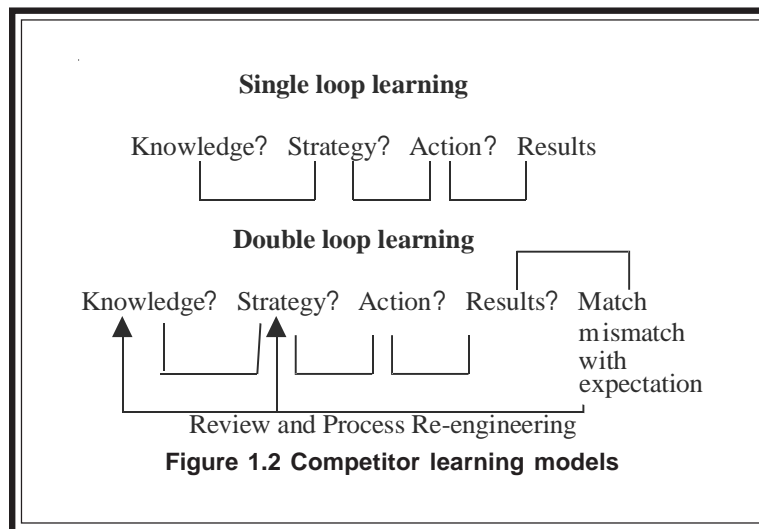 Single loop learning
Knowledge? Strategy? Action? Results
Double loop learning
Knowledge? Strategy? Action? Results? Match
mismatch
with
expectation
Review and Process Re-engineering
Figure 1.2 Competitor learning models